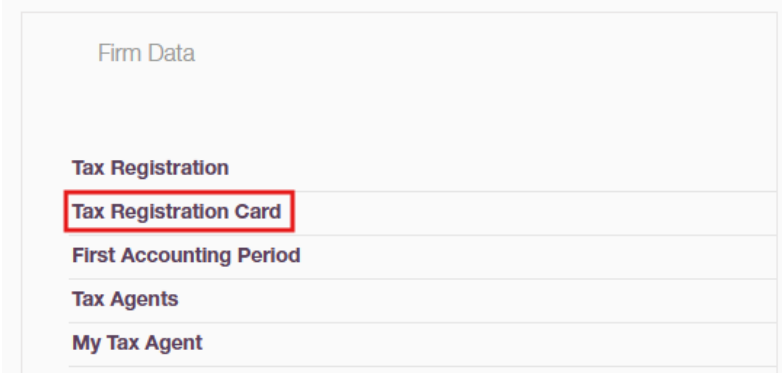 Firm Data
Tax Registration
Tax Registration Card
First Accounting Period
Tax Agents
My Tax Agent